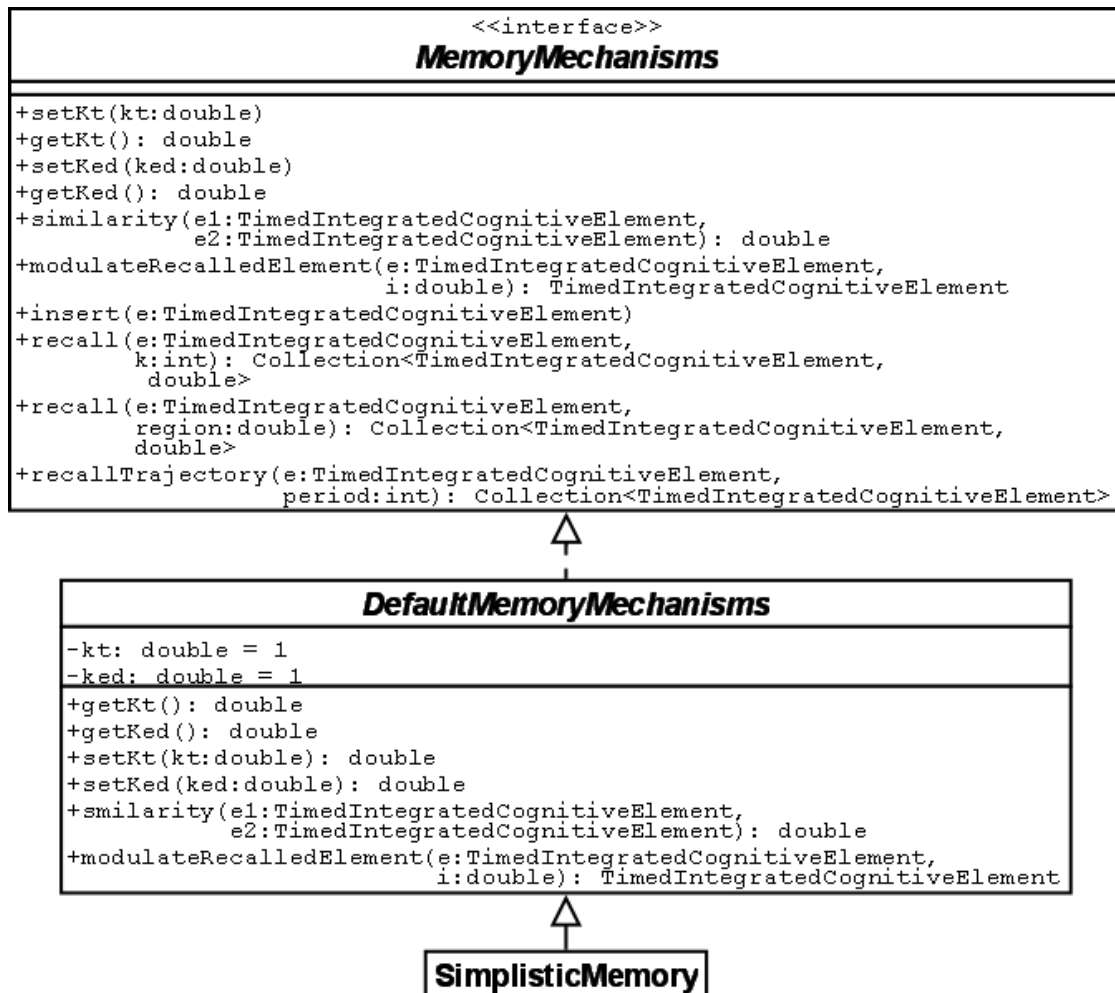 <<interface>>
MemoryMechanisms
+setKt(kt:double)
+getKt(): double
+setKed(ked:double)
+getKed(): double
+similarity(e1:TimedIntegratedCognitiveElement,
e2:TimedIntegratedCognitiveElement): double
+modulateRecalledElement(e:TimedIntegratedCognitiveElement,
i:double): TimedIntegratedCognitiveElement
+insert(e:TimedIntegratedCognitiveElement)
+recall(e:TimedIntegratedCognitiveElement,
k:int): Collection<TimedIntegratedCognitiveElement,
double>
+recall(e:TimedIntegratedCognitiveElement,
region:double): Collection<TimedIntegratedCognitiveElement,
double>
+recallTrajectory(e:TimedIntegratedCognitiveElement,
period:int): Collection<TimedIntegratedCognitiveElement>
DefaultMemoryMechanisms
-kt: double = 1
-ked: double = 1
+getKt(): double
+getKed(): double
+setKt(kt:double): double
+setKed(ked:double): double
+smilarity(e1:TimedIntegratedCognitiveElement,
e2:TimedIntegratedCognitiveElement): double
+modulateRecalledElement(e:TimedIntegratedCognitiveElement,
i:double): TimedIntegratedCognitiveElement
SimplisticMemory